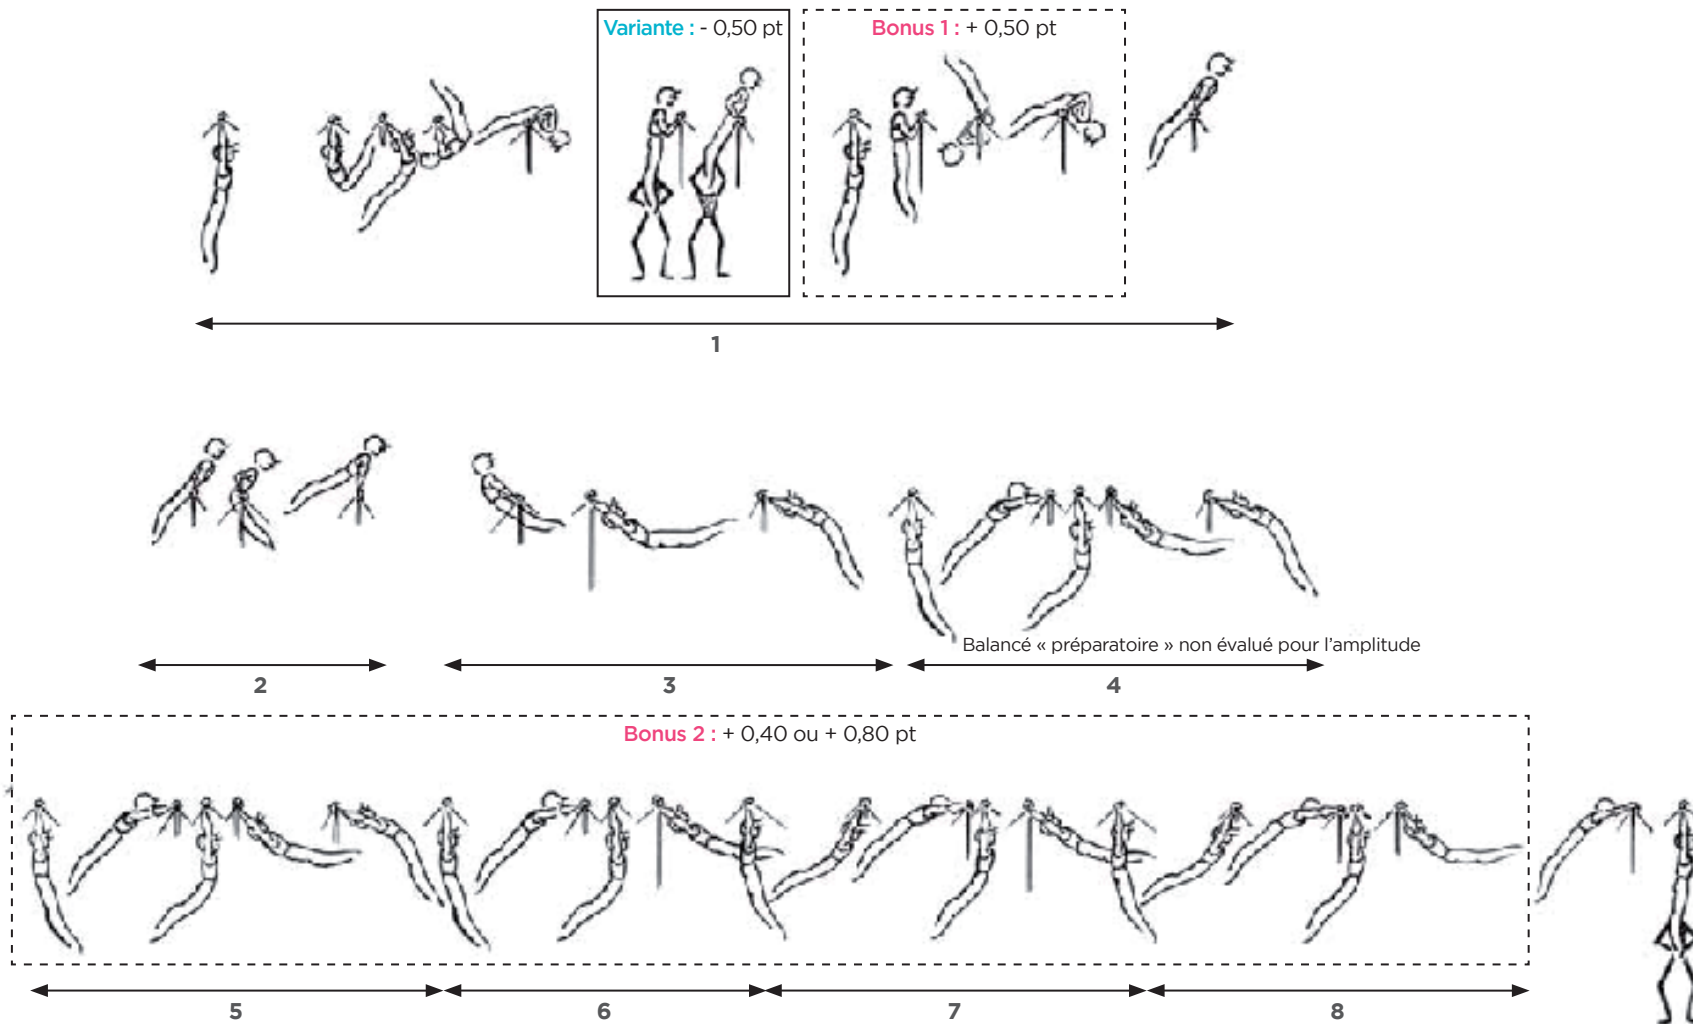 Variante : - 0,50 pt
Bonus 1 : + 0,50 pt
1
Balancé « préparatoire » non évalué pour l'amplitude
2
3
4
Bonus 2 : + 0,40 ou + 0,80 pt
5
6
7
8